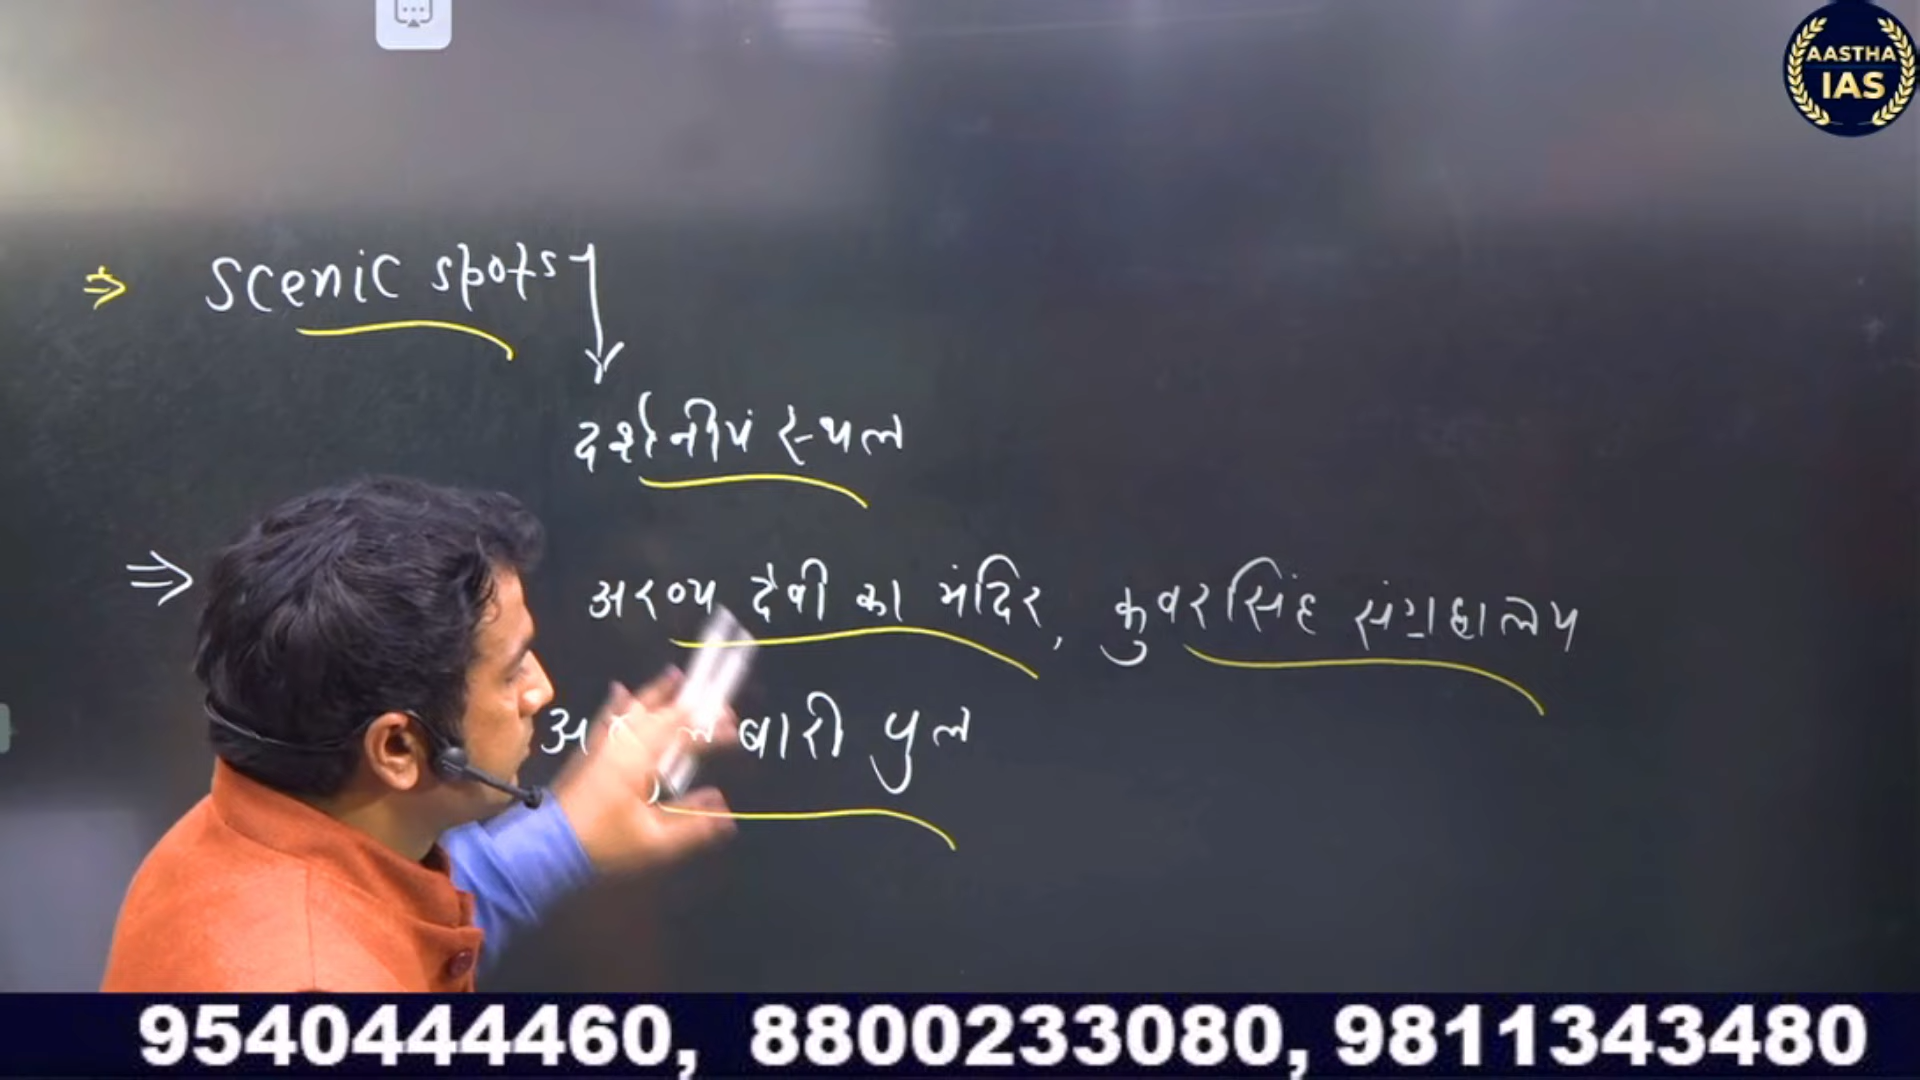 AASTHA
IAS
⇒ Scenic spots
दर्शनीय स्थल
⇒ अरण्य देवी का मंदिर, कुवरसिंह संग्रहालय
बारी पुल
9540444460, 8800233080, 9811343480